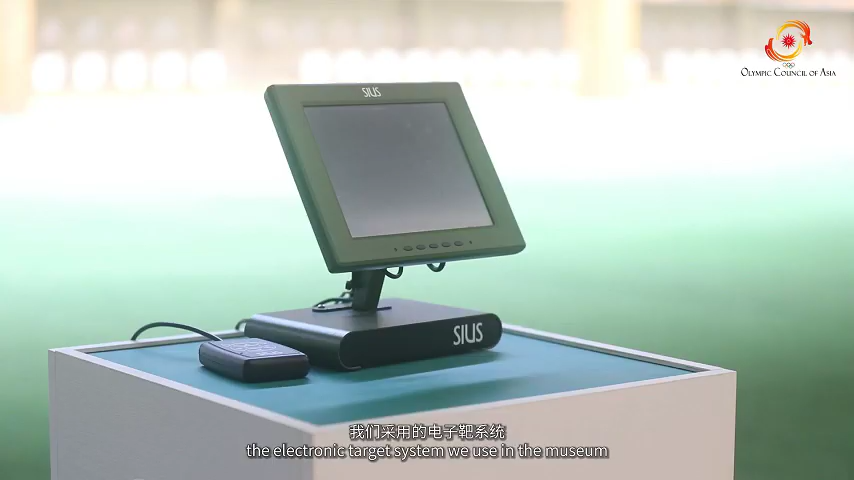 OLYMPIC COUNCIL OF ASIA
SIUS
SIUS
我们采用的电子靶系统
the electronic target system we use in the museum